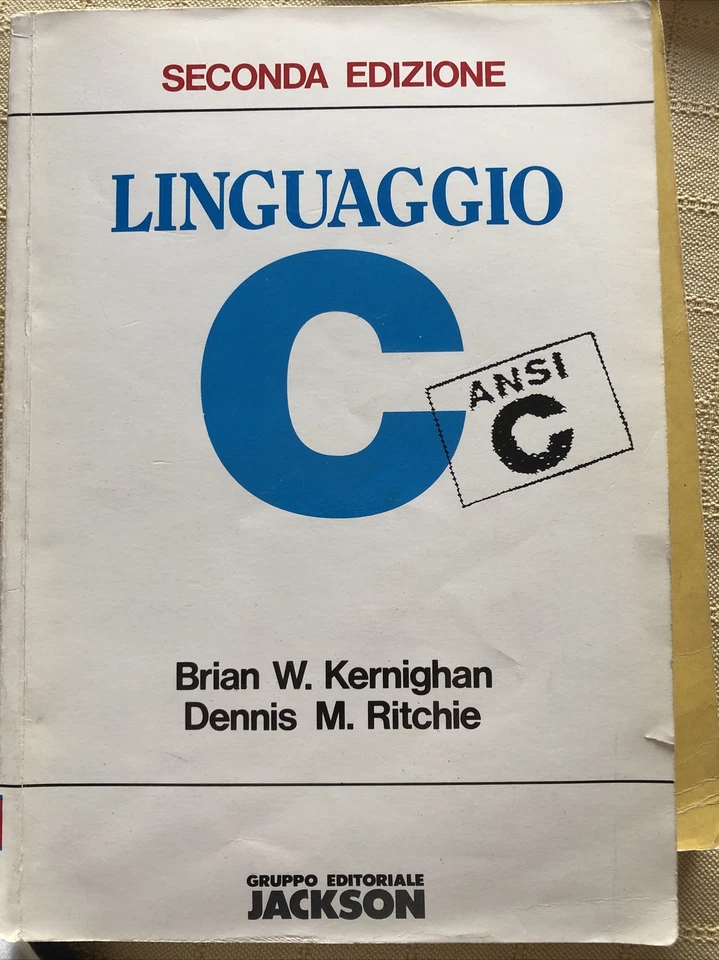 SECONDA EDIZIONE
LINGUAGGIO
C
ANSI
C
Brian W. Kernighan
Dennis M. Ritchie
GRUPPO EDITORIALE
JACKSON